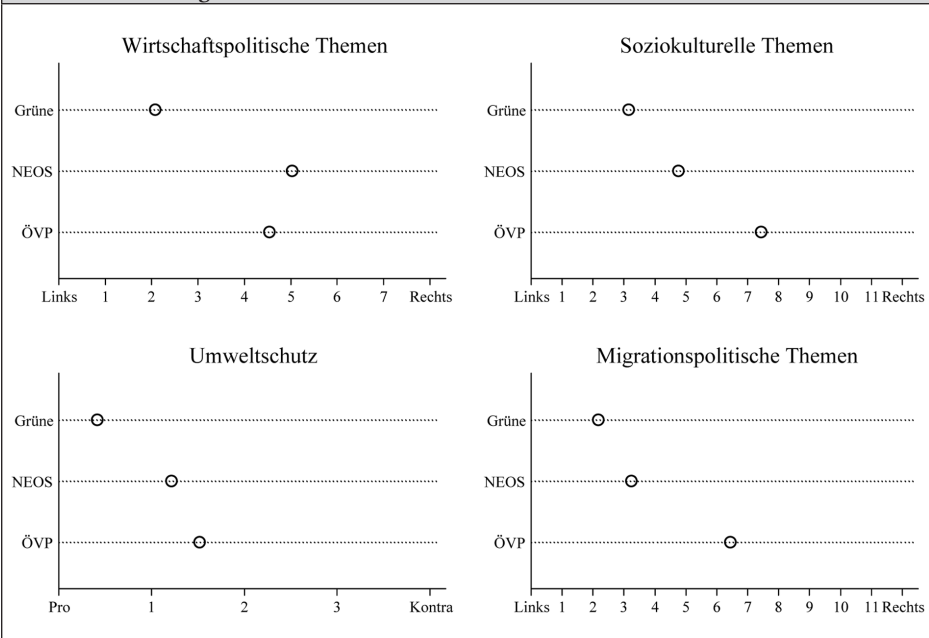 Wirtschaftspolitische Themen
Grüne
NEOS
ÖVP
Links 1 2 3 4 5 6 7 Rechts
Soziokulturelle Themen
Grüne
NEOS
ÖVP
Links 1 2 3 4 5 6 7 8 9 10 11 Rechts
Umweltschutz
Grüne
NEOS
ÖVP
Pro 1 2 3 Kontra
Migrationspolitische Themen
Grüne
NEOS
ÖVP
Links 1 2 3 4 5 6 7 8 9 10 11 Rechts